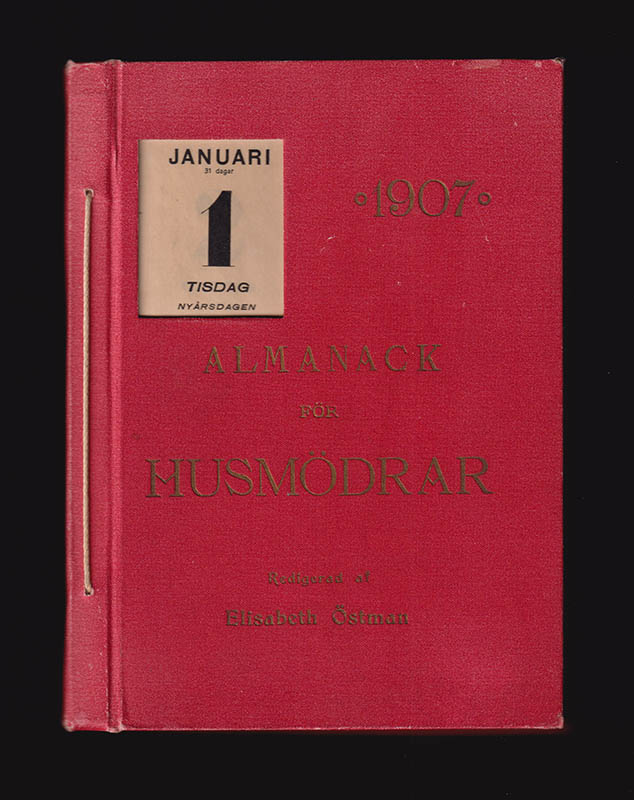 JANUARI
31 dagar
1
TISDAG
NYÅRSDAGEN
1907
ALMANACK
FÖR
HUSMÖDRAR
Redigerad af
Elisabeth Östman